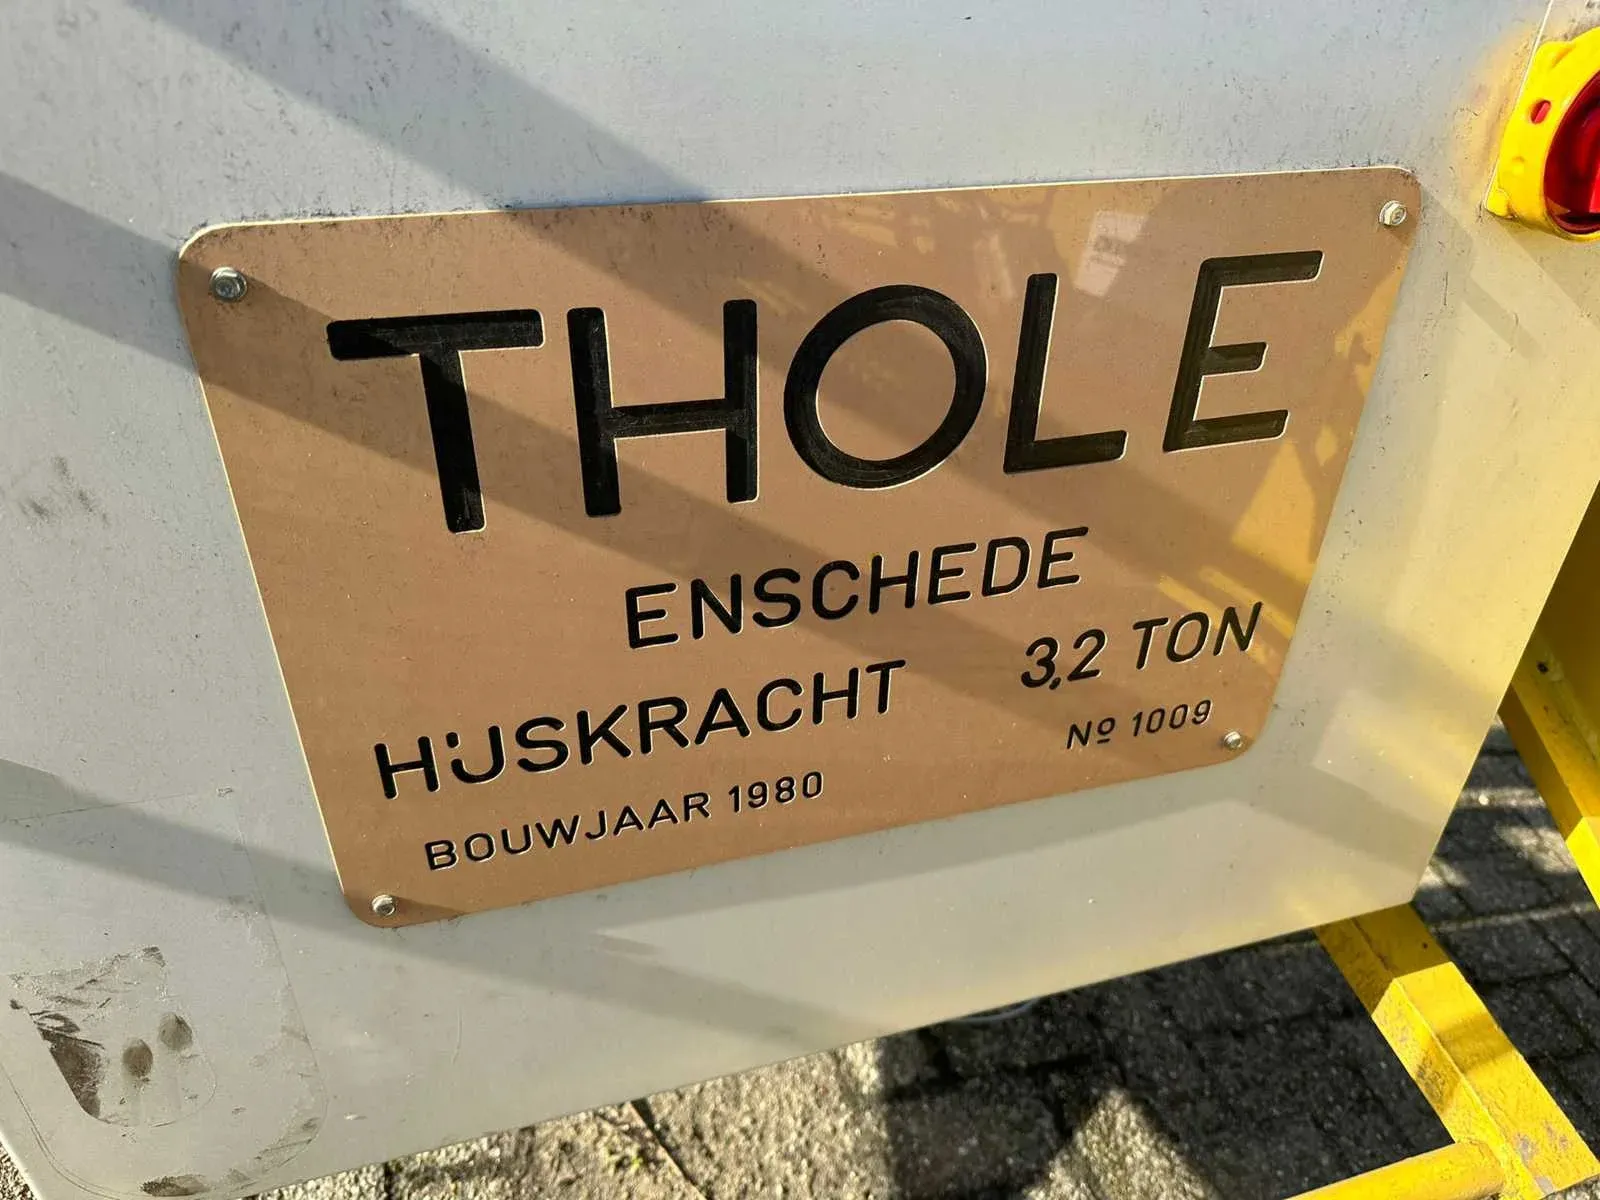 THOLE
ENSCHEDE
HIJSKRACHT 3,2 TON
BOUWJAAR 1980 Nº 1009